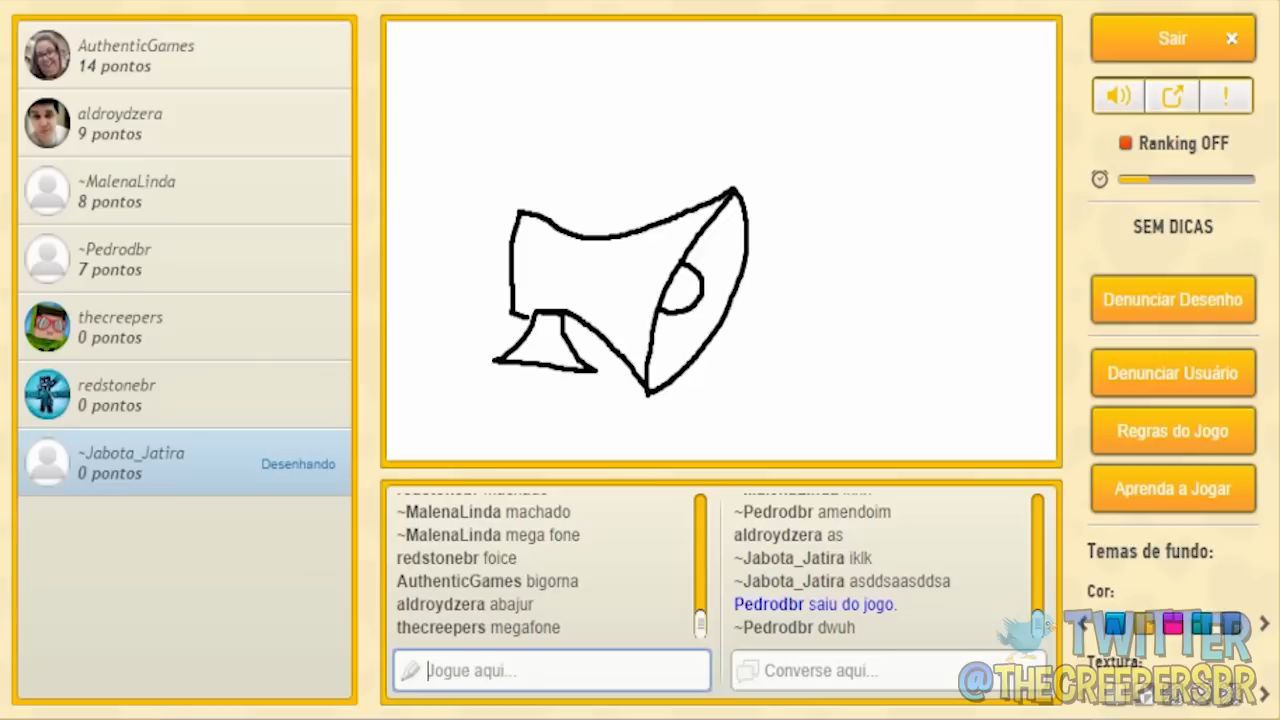 AuthenticGames
14 pontos
aldroydzera
9 pontos
~MalenaLinda
8 pontos
~Pedrodbr
7 pontos
thecreepers
0 pontos
redstonebr
0 pontos
~Jabota_Jatira
0 pontos
Desenhando
~MalenaLinda machado
~MalenaLinda mega fone
redstonebr foice
AuthenticGames bigorna
aldroydzera abajur
thecreepers megafone
Jogue aqui...
~Pedrodbr amendoim
aldroydzera as
~Jabota_Jatira iklk
~Jabota_Jatira asddsaasddsa
Pedrodbr saiu do jogo.
~Pedrodbr dwuh
Converse aqui...
Sair
Ranking OFF
SEM DICAS
Denunciar Desenho
Denunciar Usuário
Regras do Jogo
Aprenda a Jogar
Temas de fundo:
Cor:
Textura:
TWITTER
@THECREEPERSBR